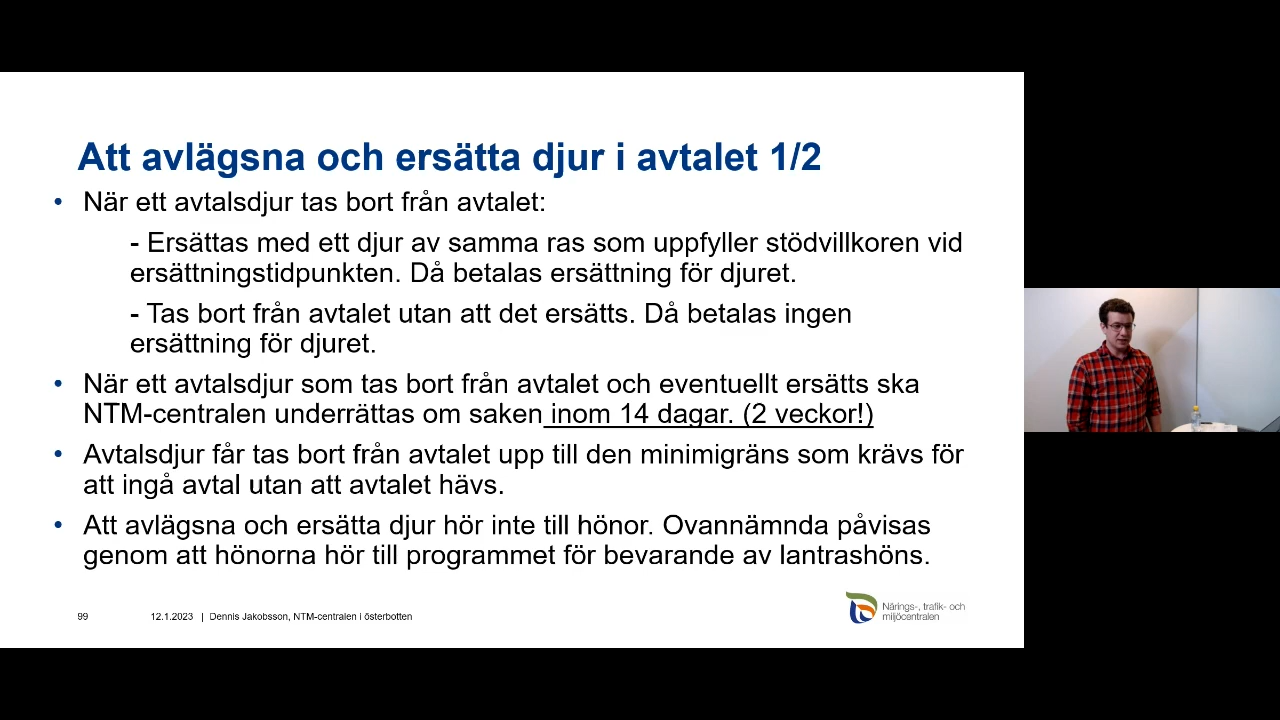 Att avlägsna och ersätta djur i avtalet 1/2
• När ett avtalsdjur tas bort från avtalet:
- Ersättas med ett djur av samma ras som uppfyller stödvillkoren vid
ersättningstidpunkten. Då betalas ersättning för djuret.
- Tas bort från avtalet utan att det ersätts. Då betalas ingen
ersättning för djuret.
• När ett avtalsdjur som tas bort från avtalet och eventuellt ersätts ska
NTM-centralen underrättas om saken inom 14 dagar. (2 veckor!)
• Avtalsdjur får tas bort från avtalet upp till den minimigräns som krävs för
att ingå avtal utan att avtalet hävs.
• Att avlägsna och ersätta djur hör inte till hönor. Ovannämnda påvisas
genom att hönorna hör till programmet för bevarande av lantrashöns.
99 12.1.2023 | Dennis Jakobsson, NTM-centralen i österbotten
Närings-, trafik- och
miljöcentralen